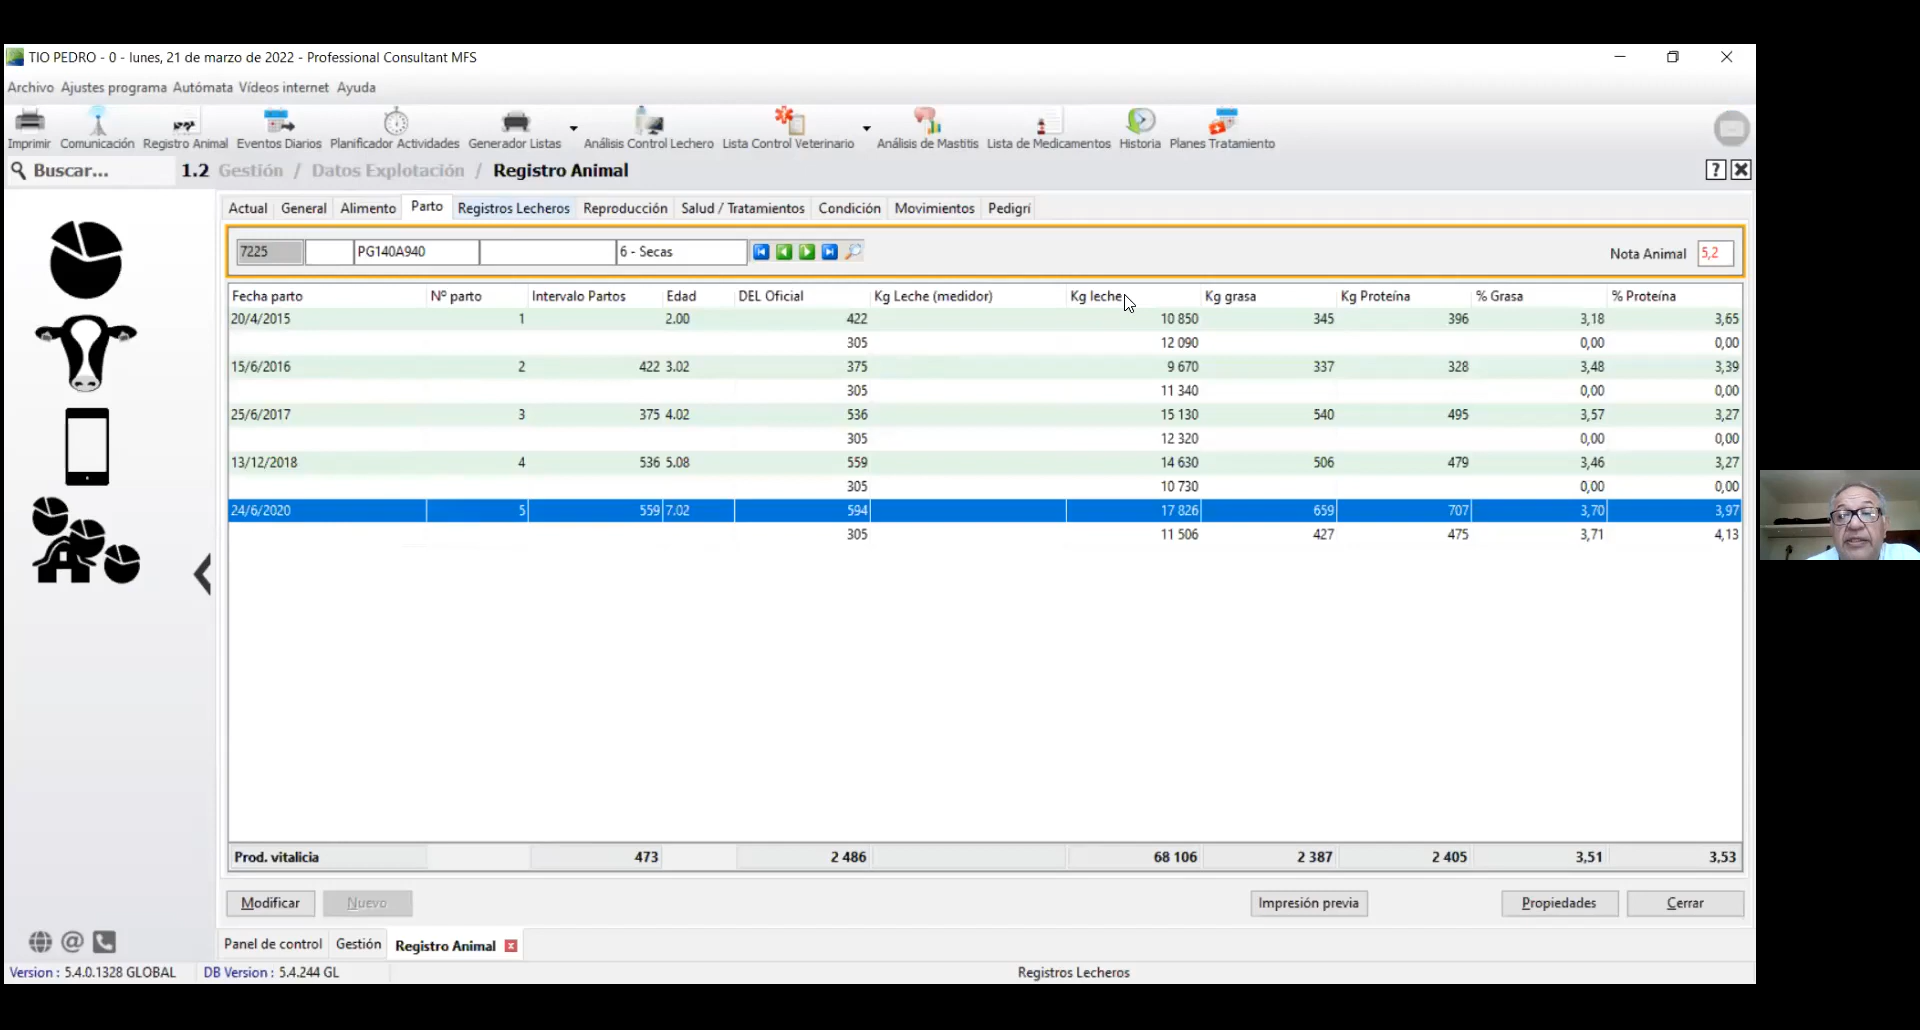 TIO PEDRO - 0 - lunes, 21 de marzo de 2022 - Professional Consultant MFS
Archivo Ajustes programa Autómata Vídeos internet Ayuda
Imprimir Comunicación Registro Animal Eventos Diarios Planificador Actividades Generador Listas Análisis Control Lechero Lista Control Veterinario Análisis de Mastitis Lista de Medicamentos Historia Planes Tratamiento
Buscar... 1.2 Gestión / Datos Explotación / Registro Animal ?
Actual General Alimento Parto Registros Lecheros Reproducción Salud / Tratamientos Condición Movimientos Pedigrí
7225 PG140A940 6 - Secas Nota Animal 5,2
Fecha parto Nº parto Intervalo Partos Edad DEL Oficial Kg Leche (medidor) Kg leche Kg grasa Kg Proteína % Grasa % Proteína
20/4/2015 1 2.00 422 10 850 345 396 3,18 3,65
305 12 090 0,00 0,00
15/6/2016 2 422 3.02 375 9 670 337 328 3,48 3,39
305 11 340 0,00 0,00
25/6/2017 3 375 4.02 536 15 130 540 495 3,57 3,27
305 12 320 0,00 0,00
13/12/2018 4 536 5.08 559 14 630 506 479 3,46 3,27
305 10 730 0,00 0,00
24/6/2020 5 559 7.02 594 17 826 659 707 3,70 3,97
305 11 506 427 475 3,71 4,13
Prod. vitalicia 473 2 486 68 106 2 387 2 405 3,51 3,53
Modificar Nuevo Impresión previa Propiedades Cerrar
Panel de control Gestión Registro Animal
Version : 5.4.0.1328 GLOBAL DB Version : 5.4.244 GL Registros Lecheros